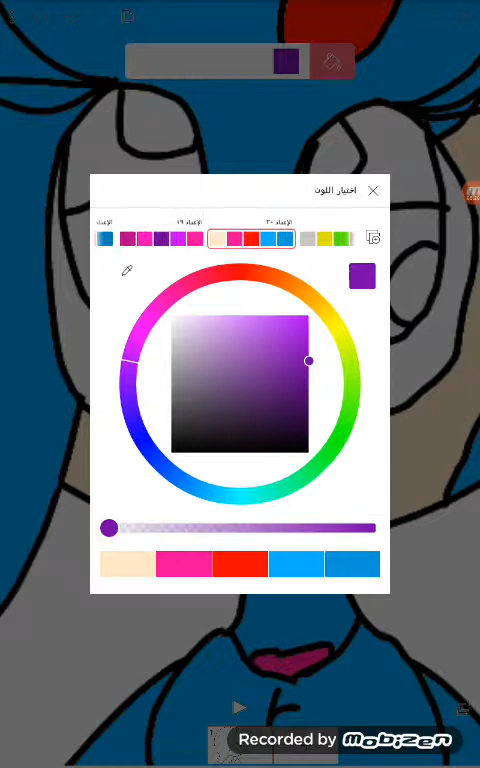 اختيار اللون
الإعداد ٢٠
الإعداد ١٩
الإعداد
Recorded by Mobizen